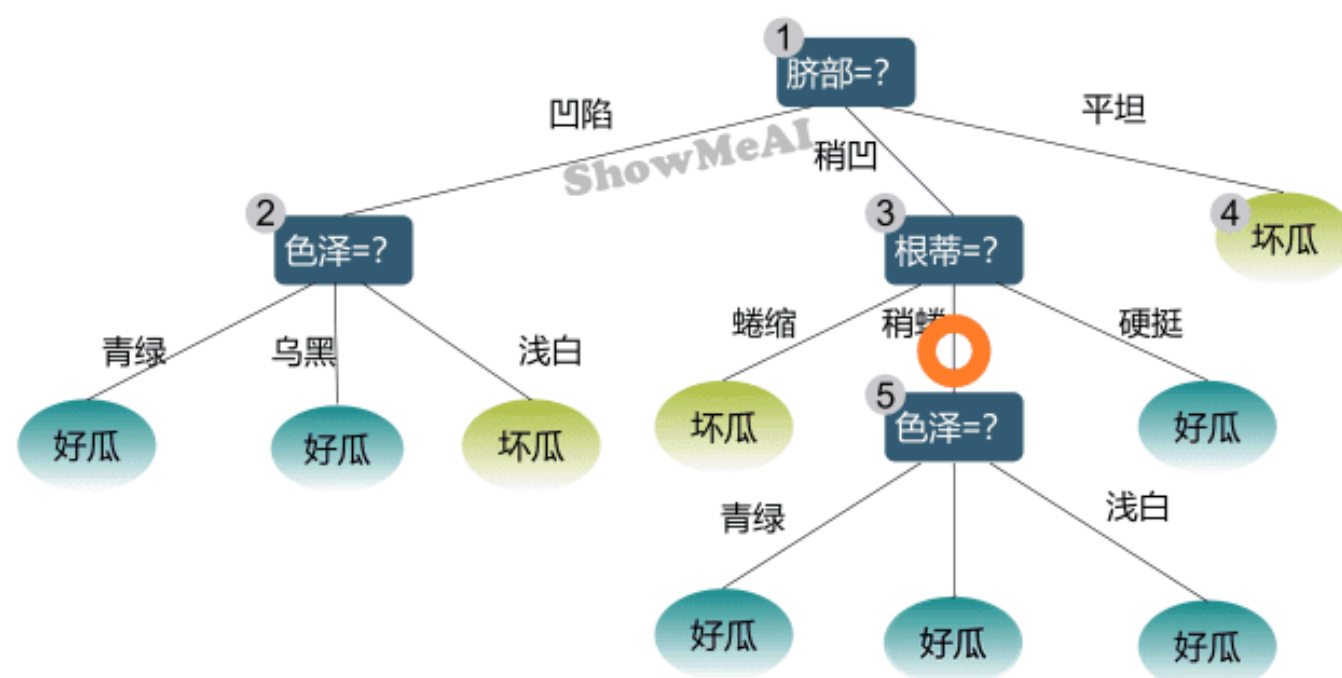 1
脐部=?
凹陷
稍凹
平坦
ShowMeAI
2
色泽=?
3
根蒂=?
4
坏瓜
青绿
乌黑
浅白
蜷缩
稍蜷
硬挺
好瓜
好瓜
坏瓜
坏瓜
5
色泽=?
好瓜
青绿
浅白
好瓜
好瓜
好瓜